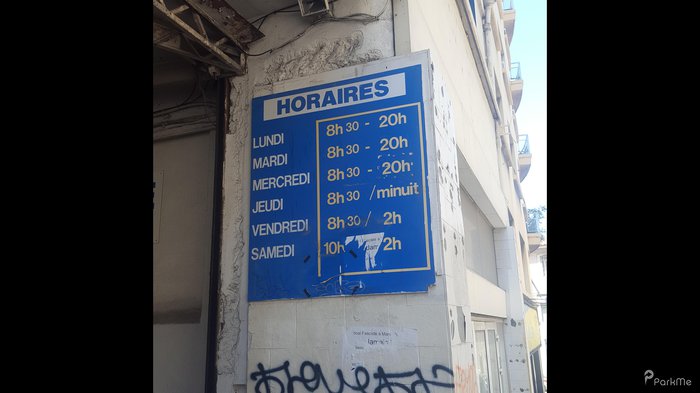 HORAIRES
LUNDI 8h30 - 20h
MARDI 8h30 - 20h
MERCREDI 8h30 - 20h
JEUDI 8h30 / minuit
VENDREDI 8h30 / 2h
SAMEDI 10h 2h
ParkMe